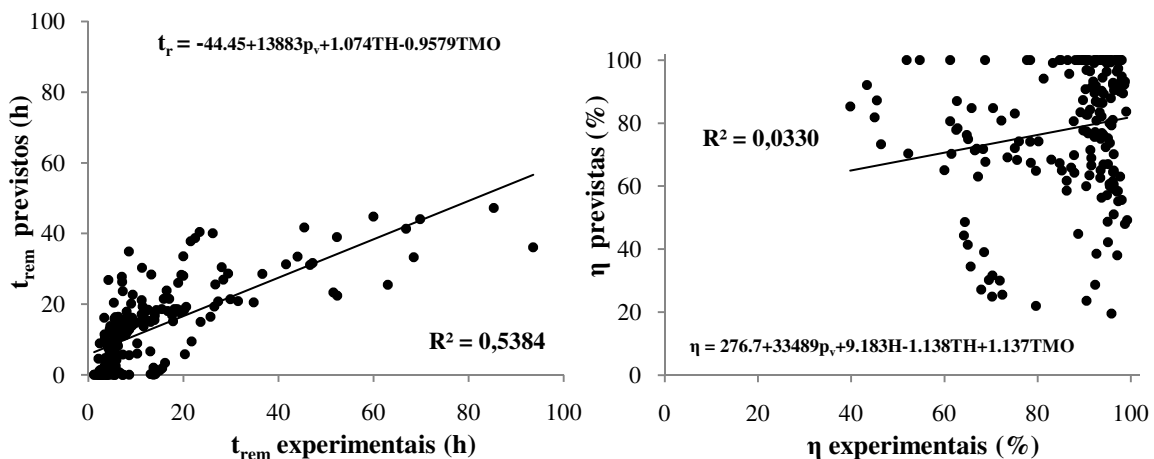 t_r = -44.45+13883p_v+1.074TH-0.9579TMO
100
80
60
40
20
0
t_rem previstos (h)
R² = 0,5384
0 20 40 60 80 100
t_rem experimentais (h)
100
80
60
40
20
0
η previstas (%)
R² = 0,0330
η = 276.7+33489p_v+9.183H-1.138TH+1.137TMO
0 20 40 60 80 100
η experimentais (%)